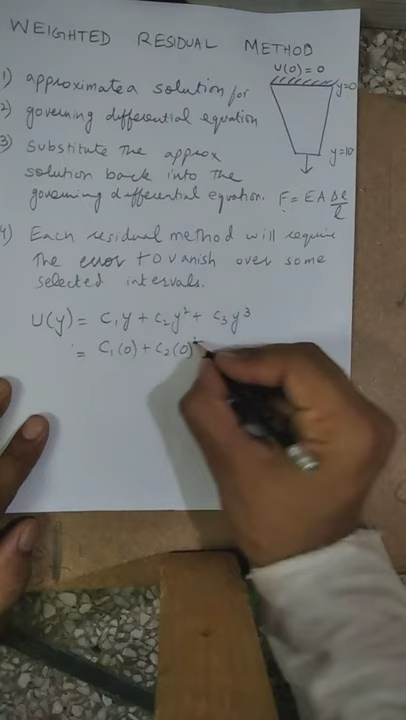 WEIGHTED RESIDUAL METHOD
U(0) = 0
y=0
1) approximate a solution for
2) governing differential equation
3) Substitute the approx
y=10
solution back into the
governing differential equation. F = EA Δl/l
4) Each residual method will require
the error to vanish over some
selected intervals.
U(y) = C₁y + C₂y² + C₃y³
= C₁(0) + C₂(0)